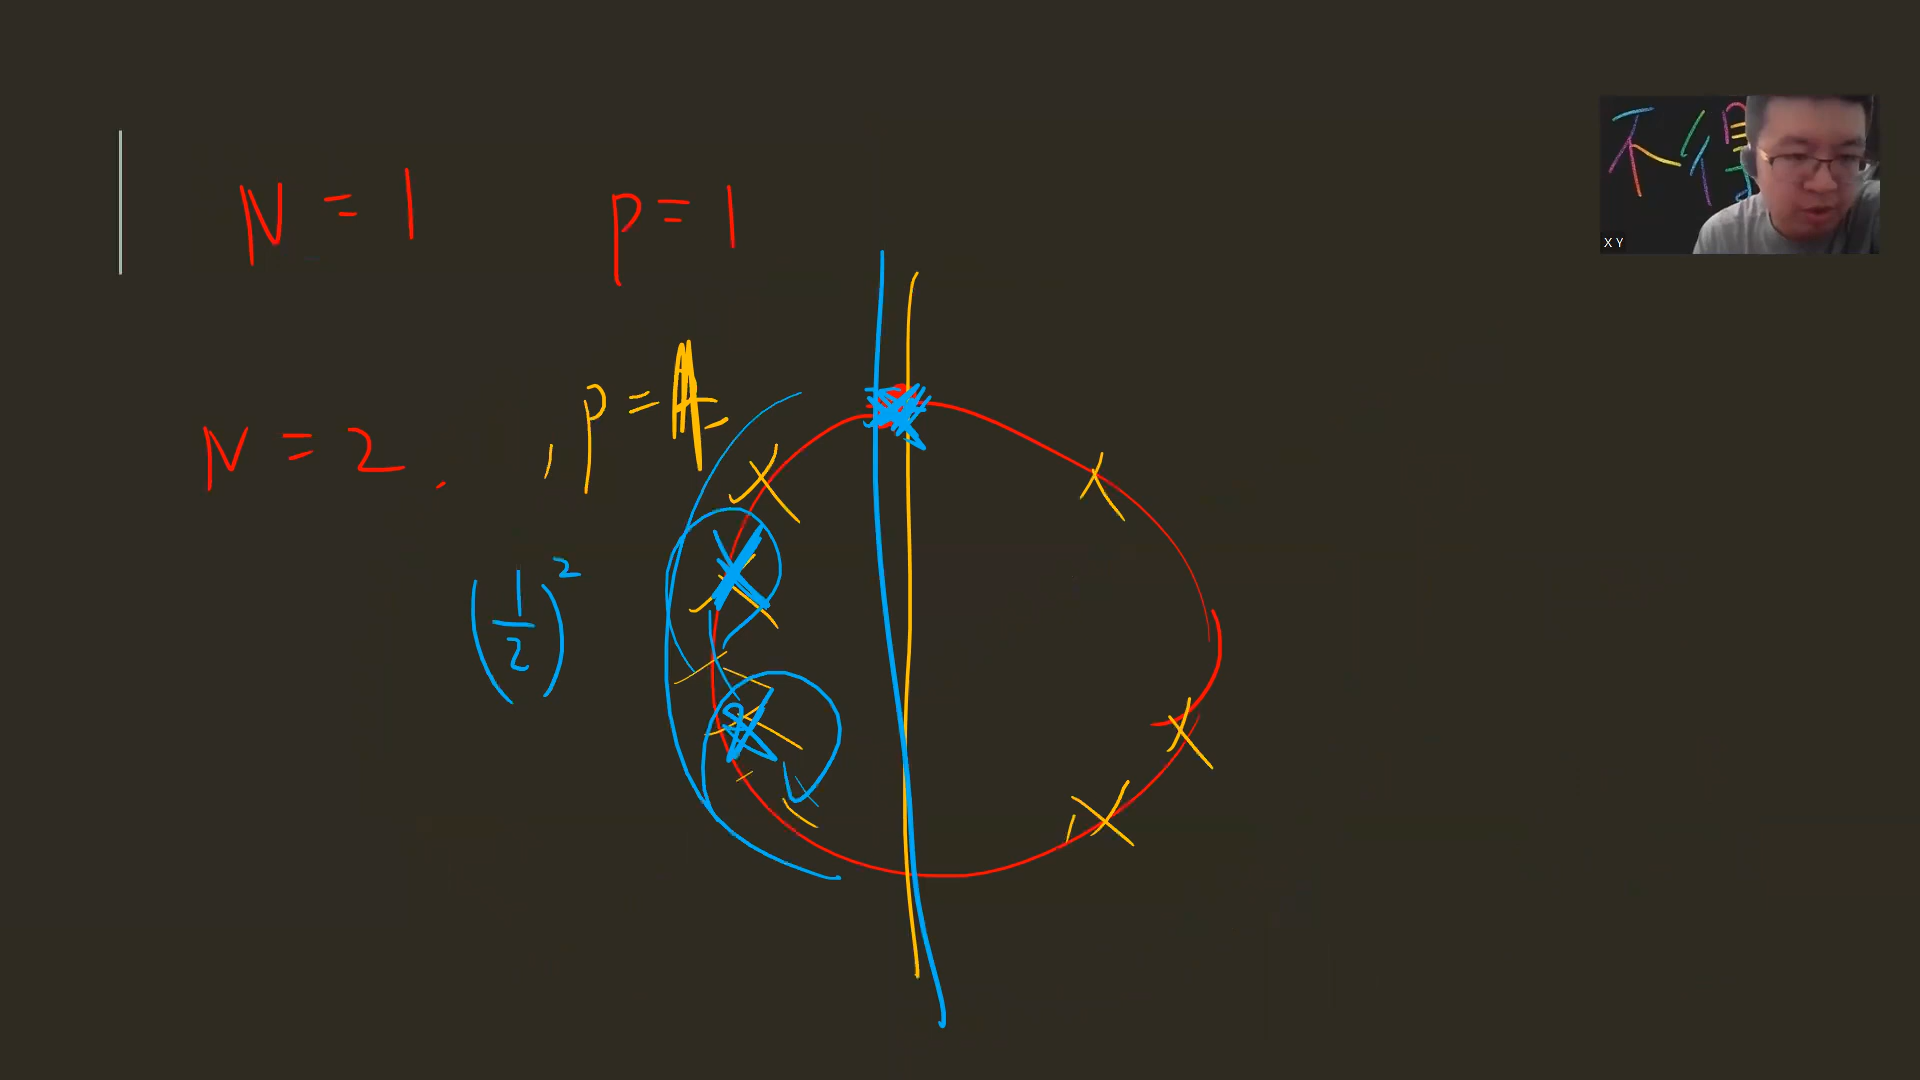 N = 1 p = 1
N = 2 . , p =
(1/2)²
不得
X Y